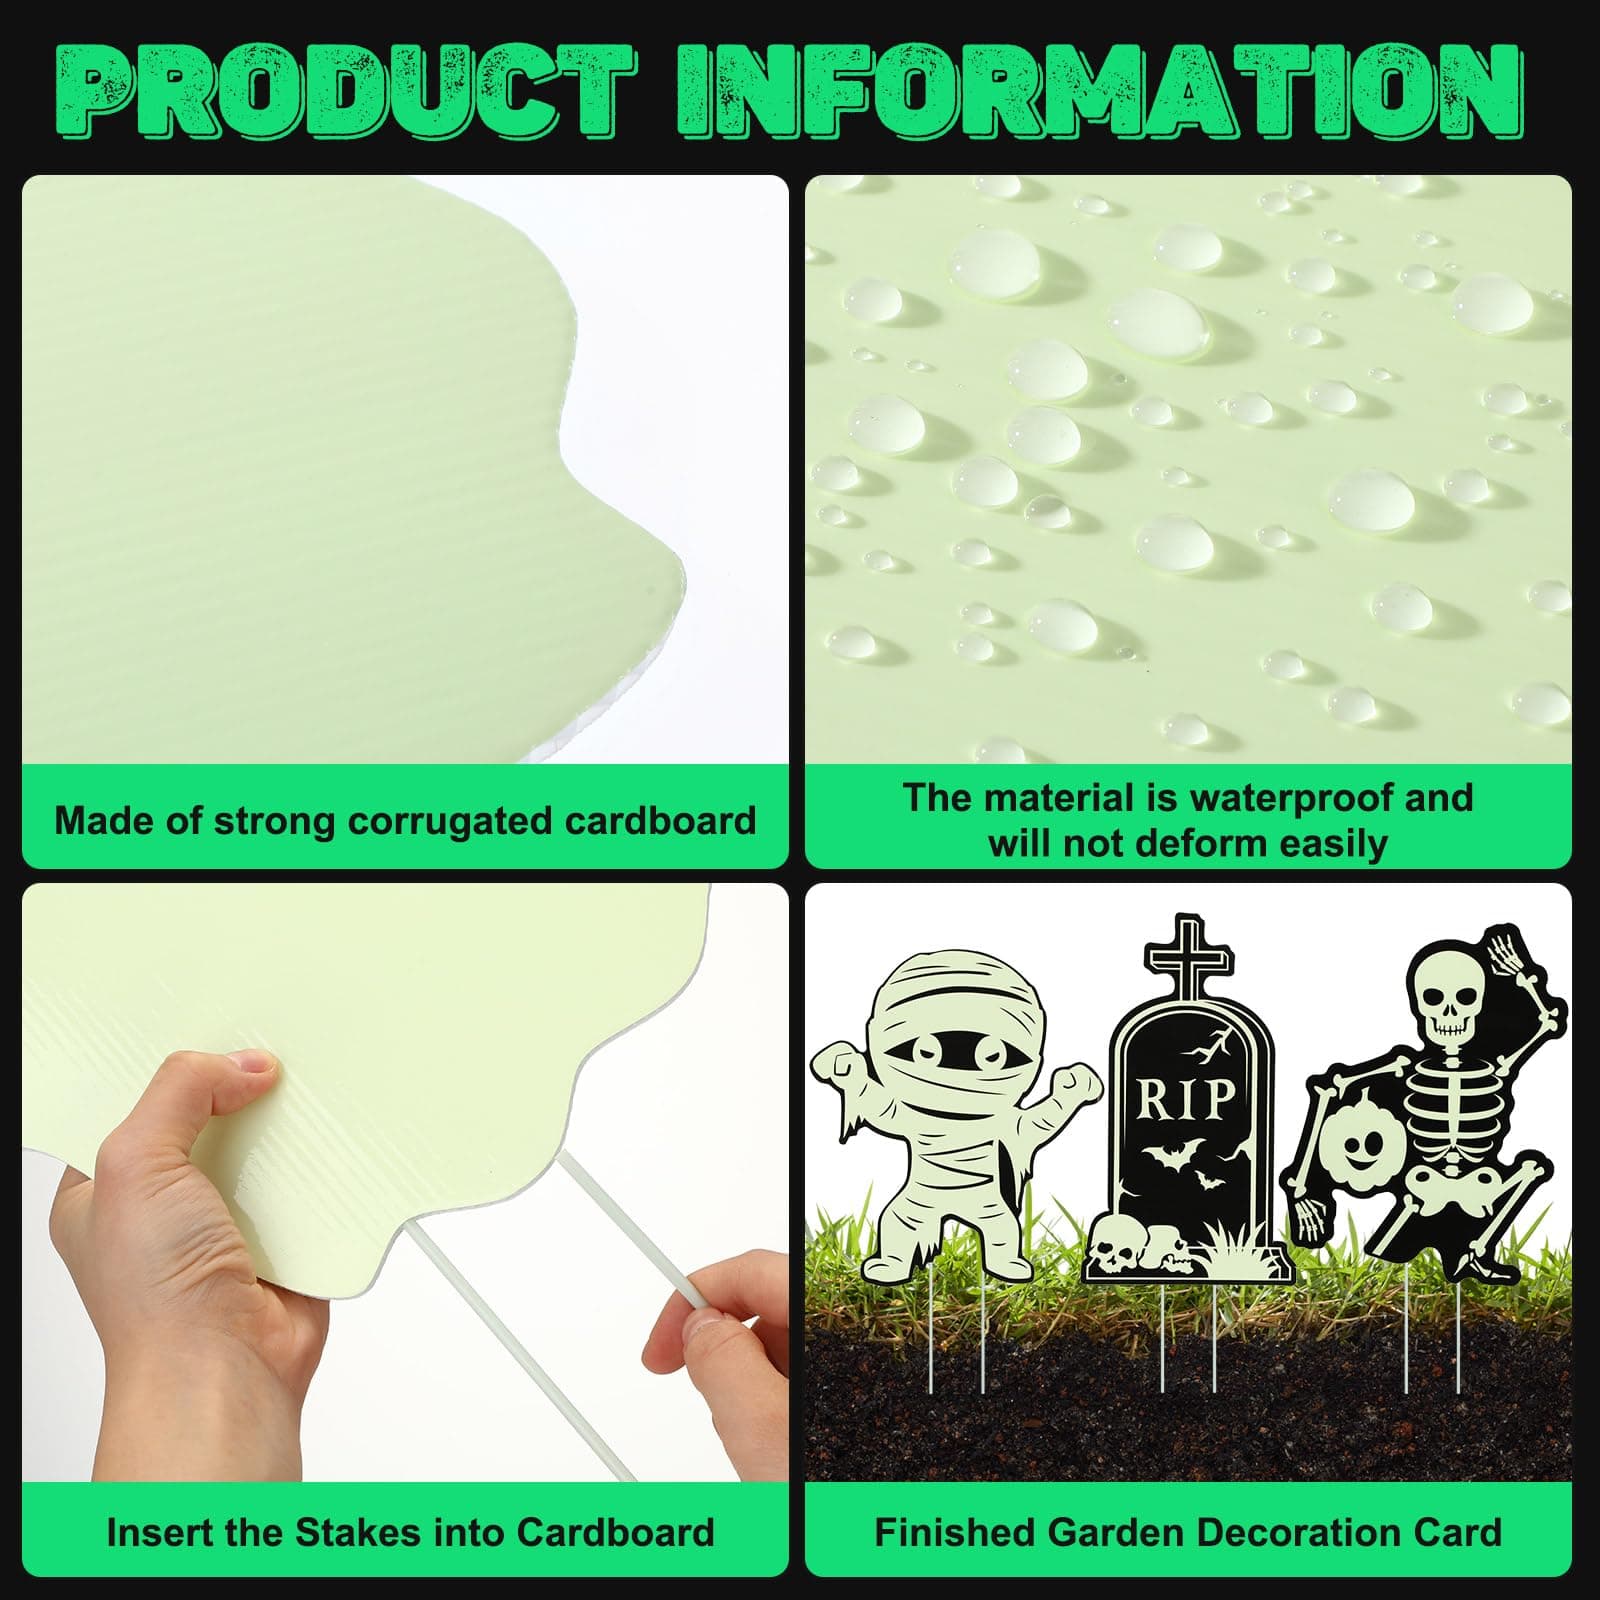 PRODUCT INFORMATION
Made of strong corrugated cardboard
The material is waterproof and
will not deform easily
Insert the Stakes into Cardboard
RIP
Finished Garden Decoration Card